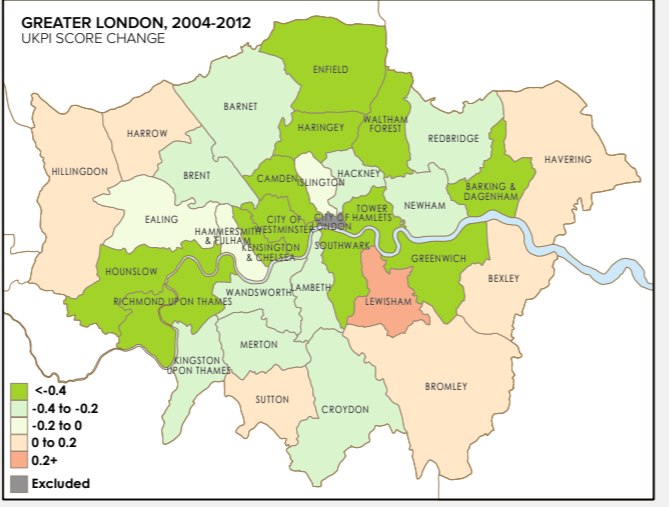 GREATER LONDON, 2004-2012
UKPI SCORE CHANGE
ENFIELD
BARNET
HARINGEY
WALTHAM
FOREST
REDBRIDGE
HARROW
HAVERING
HILLINGDON
BRENT
CAMDEN
ISLINGTON
HACKNEY
BARKING &
DAGENHAM
EALING
HAMMERSMITH
& FULHAM
CITY OF
WESTMINSTER
CITY OF
LONDON
TOWER
HAMLETS
NEWHAM
KENSINGTON
& CHELSEA
SOUTHWARK
GREENWICH
HOUNSLOW
BEXLEY
RICHMOND UPON THAMES
WANDSWORTH
LAMBETH
LEWISHAM
MERTON
KINGSTON
UPON THAMES
SUTTON
CROYDON
BROMLEY
<-0.4
-0.4 to -0.2
-0.2 to 0
0 to 0.2
0.2+
Excluded